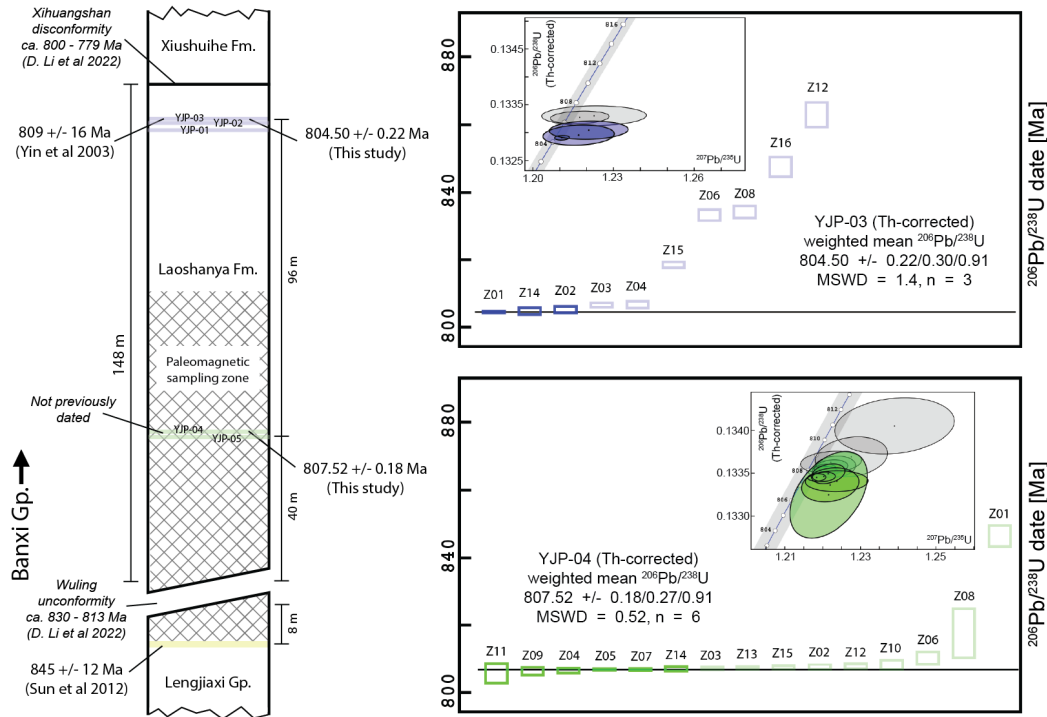 Xihuangshan
disconformity
ca. 800 - 779 Ma
(D. Li et al 2022)
Xiushuihe Fm.
809 +/- 16 Ma
(Yin et al 2003)
YJP-03
YJP-02
YJP-01
804.50 +/- 0.22 Ma
(This study)
Laoshanya Fm.
96 m
148 m
Paleomagnetic
sampling zone
Not previously
dated
YJP-04
YJP-05
807.52 +/- 0.18 Ma
(This study)
40 m
Banxi Gp.
Wuling
unconformity
ca. 830 - 813 Ma
(D. Li et al 2022)
8 m
845 +/- 12 Ma
(Sun et al 2012)
Lengjiaxi Gp.
880
840
800
0.1345
0.1335
0.1325
²⁰⁶Pb/²³⁸U
(Th-corrected)
816
812
808
804
²⁰⁷Pb/²³⁵U
1.20
1.23
1.26
Z12
Z16
Z06
Z08
Z15
Z01
Z14
Z02
Z03
Z04
YJP-03 (Th-corrected)
weighted mean ²⁰⁶Pb/²³⁸U
804.50 +/- 0.22/0.30/0.91
MSWD = 1.4, n = 3
²⁰⁶Pb/²³⁸U date [Ma]
880
840
800
0.1340
0.1335
0.1330
²⁰⁶Pb/²³⁸U
(Th-corrected)
812
810
808
806
804
²⁰⁷Pb/²³⁵U
1.21
1.23
1.25
Z01
YJP-04 (Th-corrected)
weighted mean ²⁰⁶Pb/²³⁸U
807.52 +/- 0.18/0.27/0.91
MSWD = 0.52, n = 6
Z08
Z11
Z09
Z04
Z05
Z07
Z14
Z03
Z13
Z15
Z02
Z12
Z10
Z06
²⁰⁶Pb/²³⁸U date [Ma]